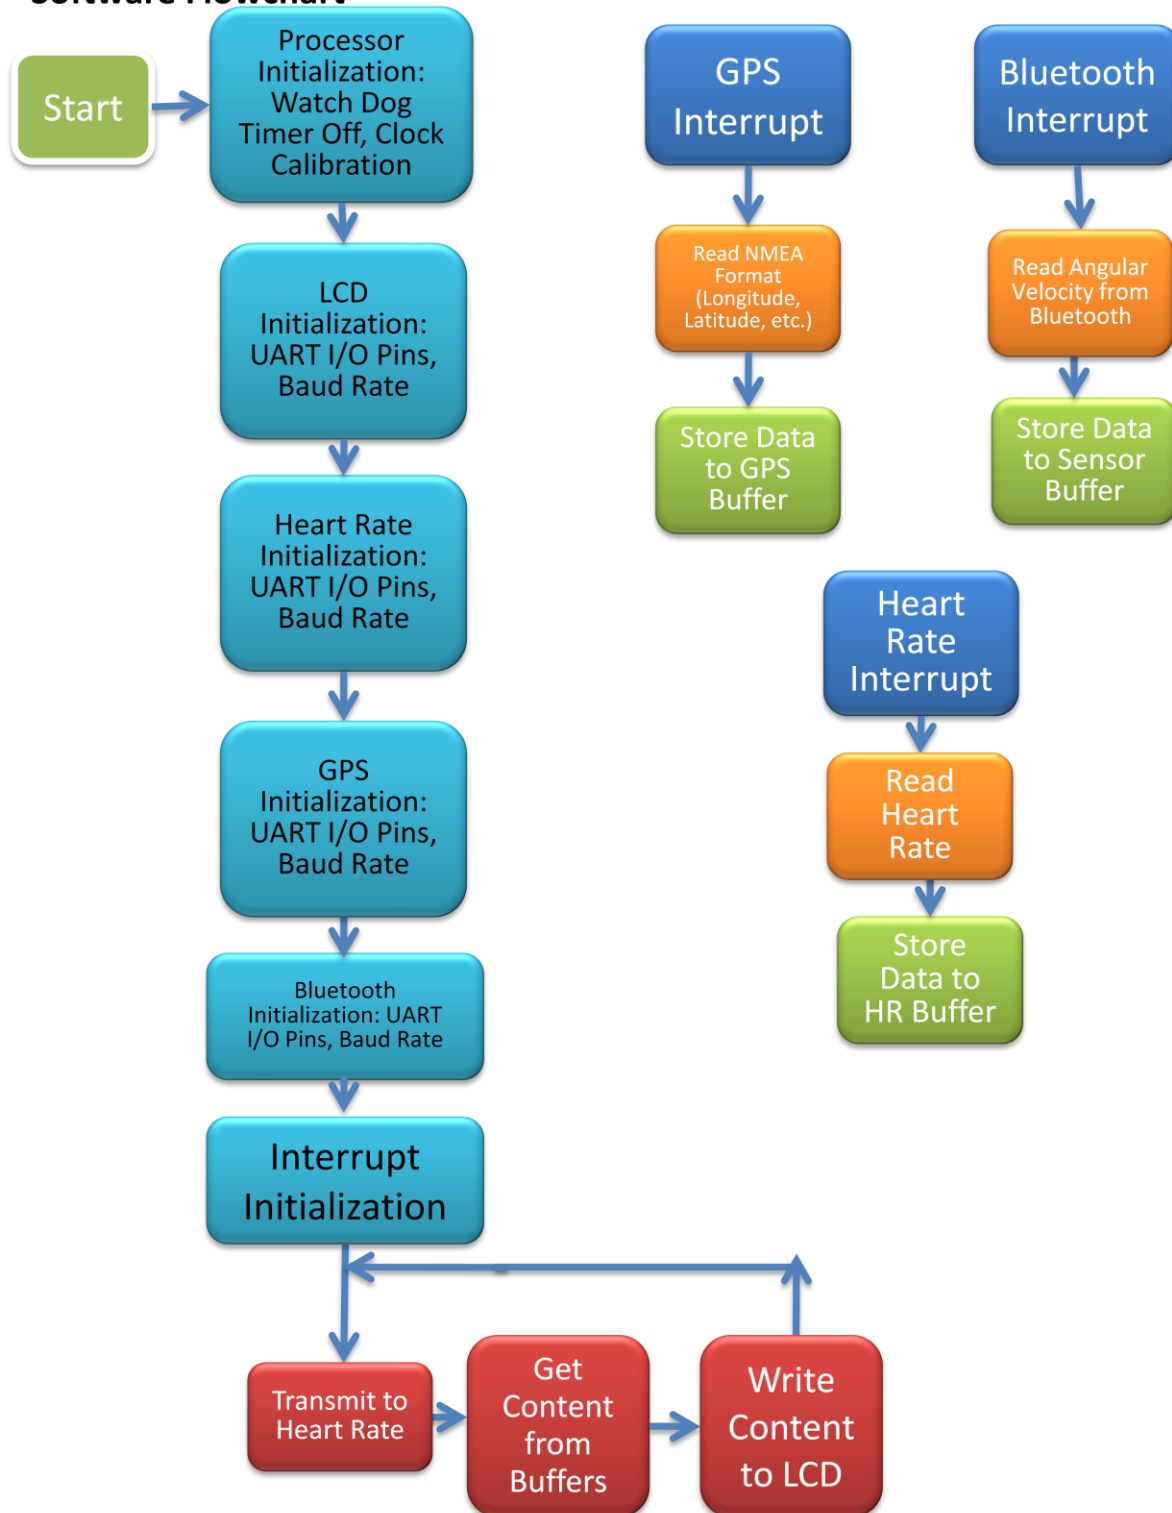 Software Flowchart
Start
Processor
Initialization:
Watch Dog
Timer Off, Clock
Calibration
LCD
Initialization:
UART I/O Pins,
Baud Rate
Heart Rate
Initialization:
UART I/O Pins,
Baud Rate
GPS
Initialization:
UART I/O Pins,
Baud Rate
Bluetooth
Initialization: UART
I/O Pins, Baud Rate
Interrupt
Initialization
Transmit to
Heart Rate
Get
Content
from
Buffers
Write
Content
to LCD
GPS
Interrupt
Read NMEA
Format
(Longitude,
Latitude, etc.)
Store Data
to GPS
Buffer
Bluetooth
Interrupt
Read Angular
Velocity from
Bluetooth
Store Data
to Sensor
Buffer
Heart
Rate
Interrupt
Read
Heart
Rate
Store
Data to
HR Buffer